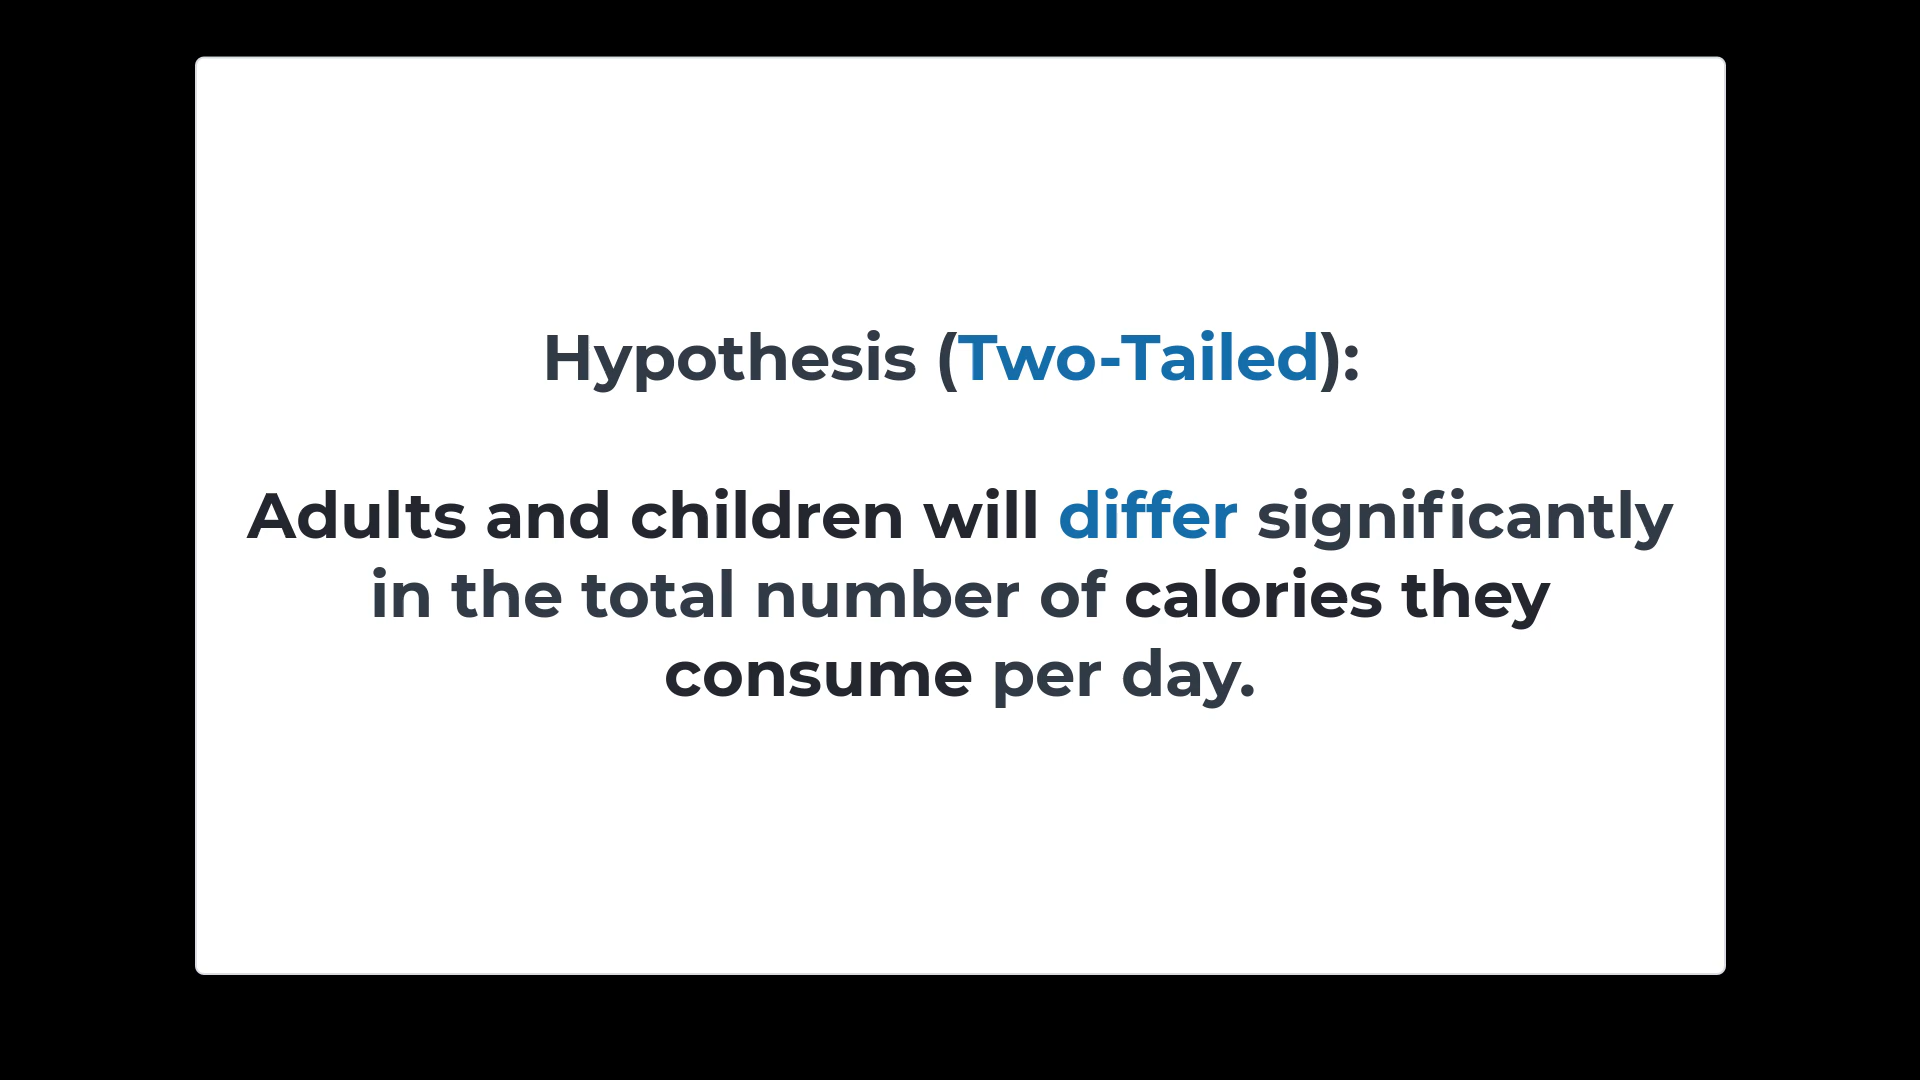 Hypothesis (Two-Tailed):
Adults and children will differ significantly
in the total number of calories they
consume per day.